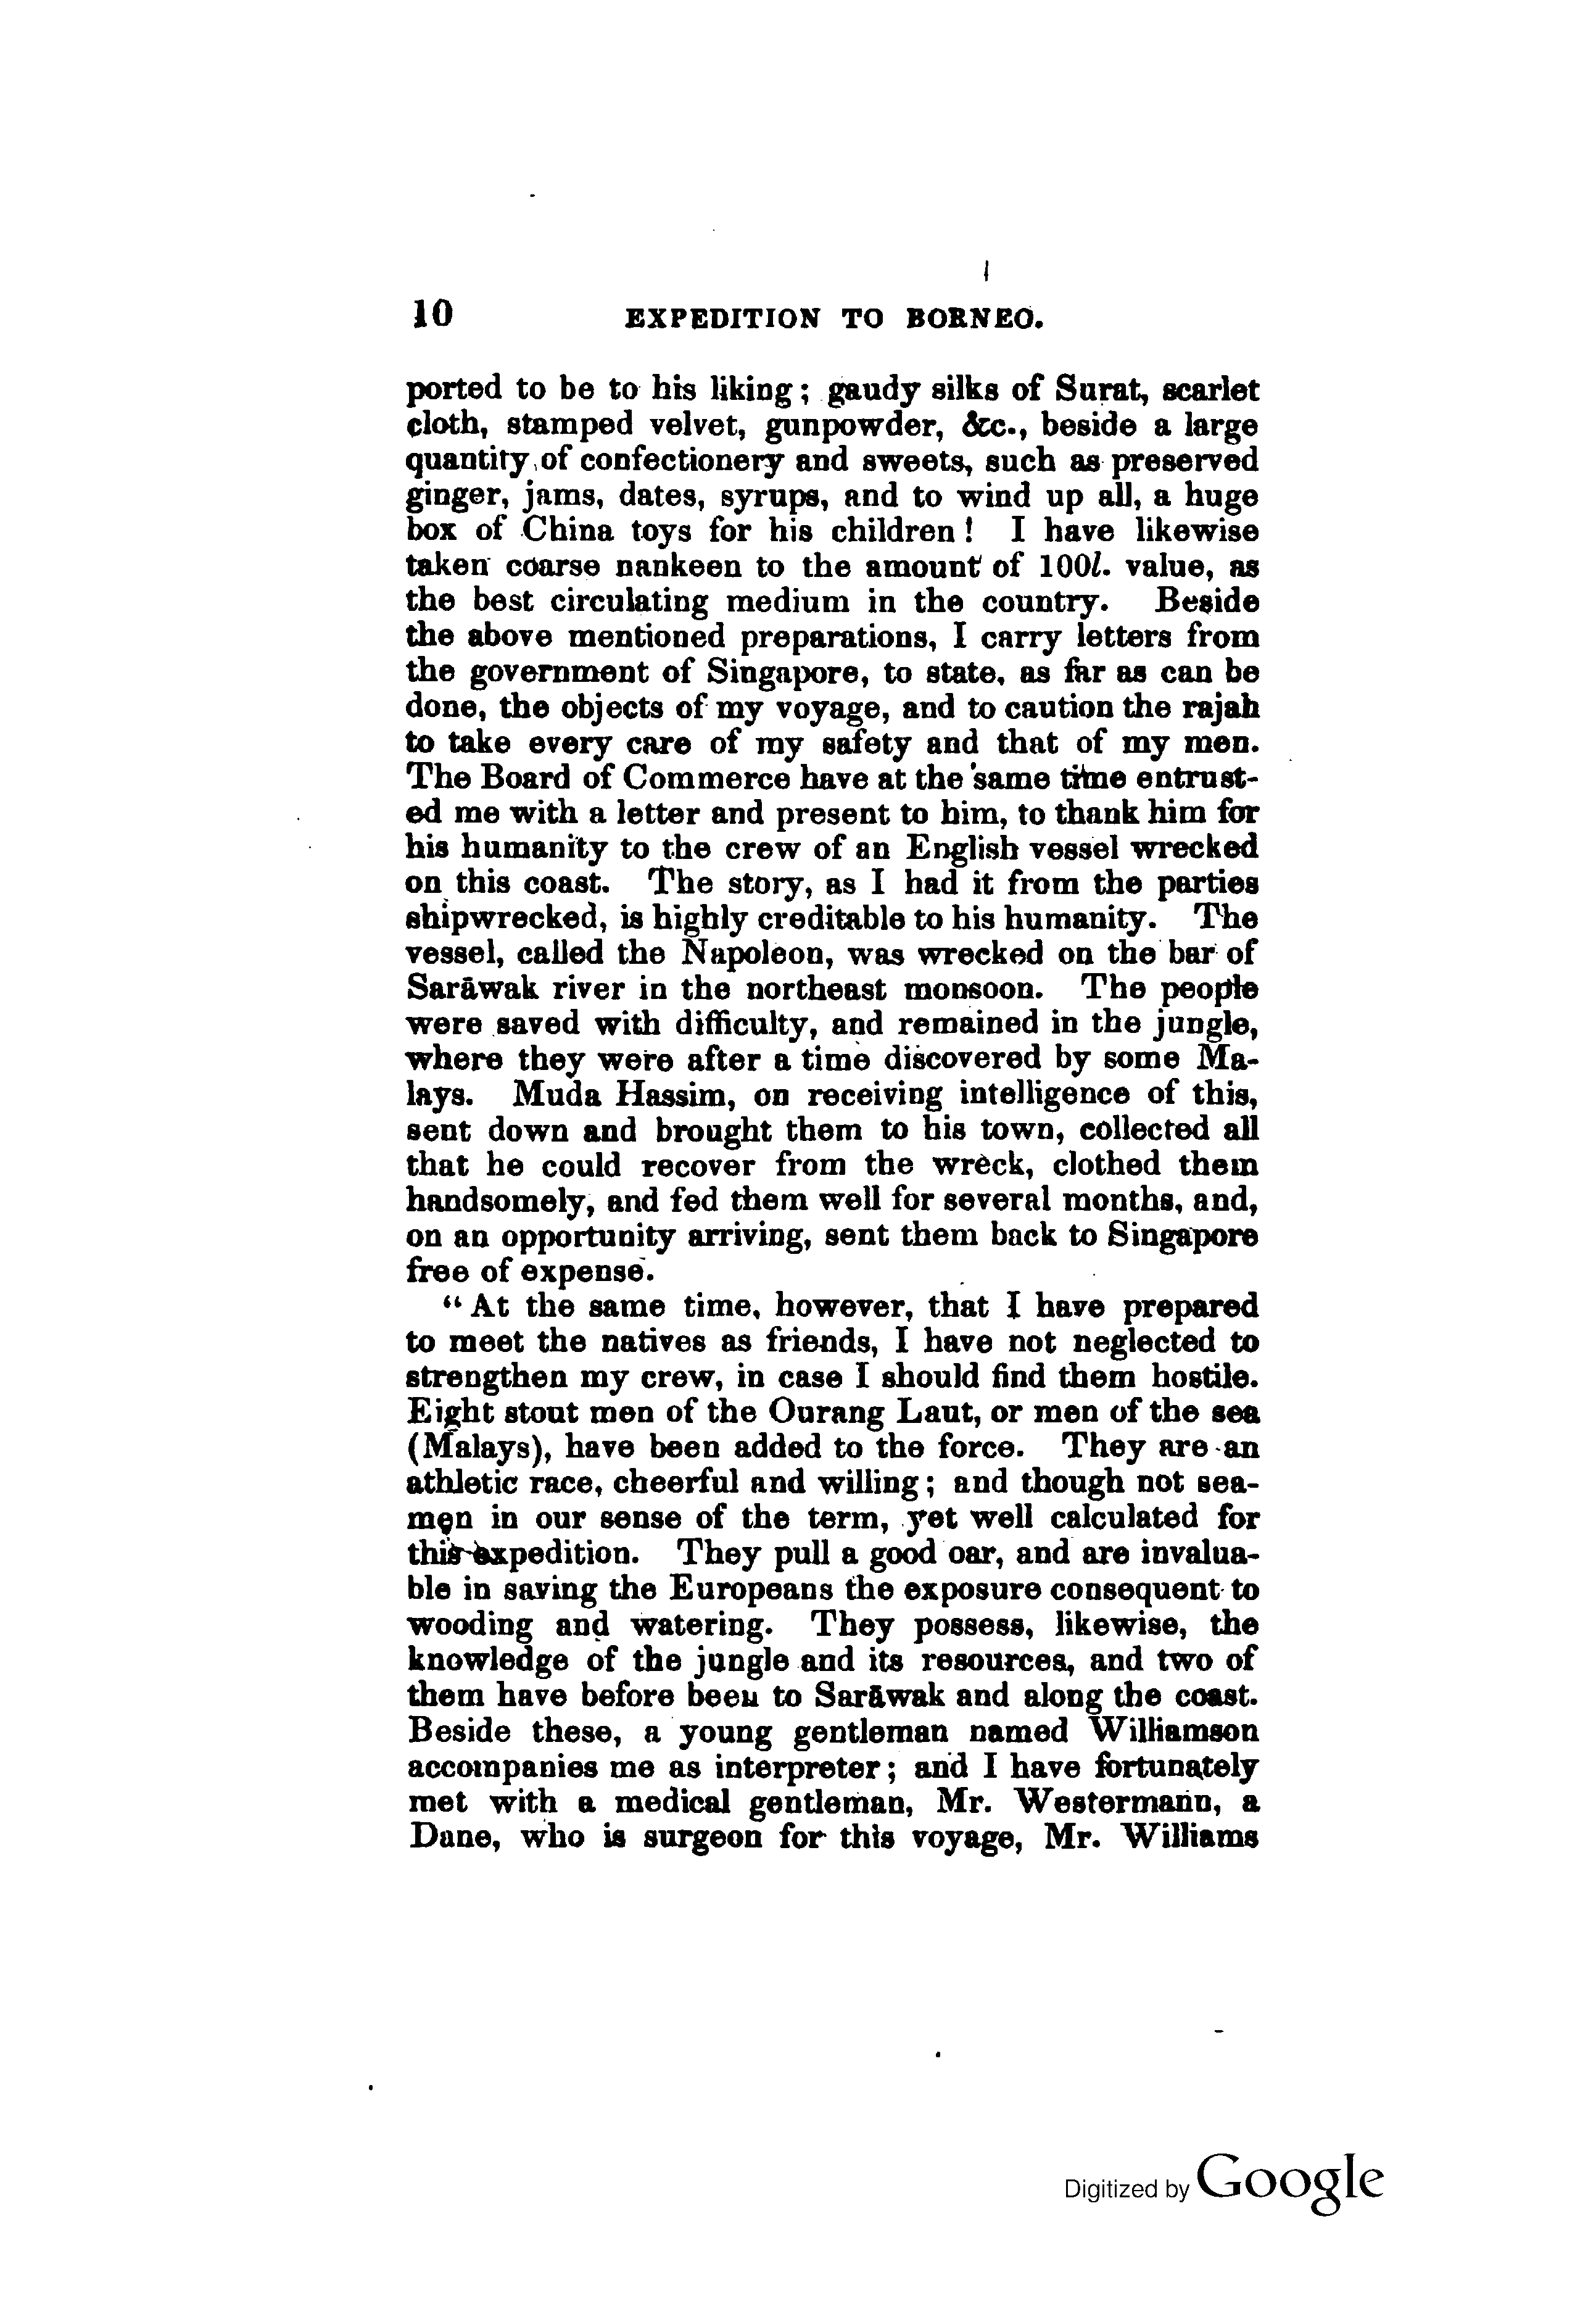 10 EXPEDITION TO BORNEO.
ported to be to his liking; gaudy silks of Surat, scarlet
cloth, stamped velvet, gunpowder, &c., beside a large
quantity of confectionery and sweets, such as preserved
ginger, jams, dates, syrups, and to wind up all, a huge
box of China toys for his children! I have likewise
taken coarse nankeen to the amount of 100l. value, as
the best circulating medium in the country. Beside
the above mentioned preparations, I carry letters from
the government of Singapore, to state, as far as can be
done, the objects of my voyage, and to caution the rajah
to take every care of my safety and that of my men.
The Board of Commerce have at the same time entrust-
ed me with a letter and present to him, to thank him for
his humanity to the crew of an English vessel wrecked
on this coast. The story, as I had it from the parties
shipwrecked, is highly creditable to his humanity. The
vessel, called the Napoleon, was wrecked on the bar of
Sarāwak river in the northeast monsoon. The people
were saved with difficulty, and remained in the jungle,
where they were after a time discovered by some Ma-
lays. Muda Hassim, on receiving intelligence of this,
sent down and brought them to his town, collected all
that he could recover from the wreck, clothed them
handsomely, and fed them well for several months, and,
on an opportunity arriving, sent them back to Singapore
free of expense.
“At the same time, however, that I have prepared
to meet the natives as friends, I have not neglected to
strengthen my crew, in case I should find them hostile.
Eight stout men of the Ourang Laut, or men of the sea
(Malays), have been added to the force. They are an
athletic race, cheerful and willing; and though not sea-
men in our sense of the term, yet well calculated for
this expedition. They pull a good oar, and are invalua-
ble in saving the Europeans the exposure consequent to
wooding and watering. They possess, likewise, the
knowledge of the jungle and its resources, and two of
them have before been to Sarāwak and along the coast.
Beside these, a young gentleman named Williamson
accompanies me as interpreter; and I have fortunately
met with a medical gentleman, Mr. Westermann, a
Dane, who is surgeon for this voyage, Mr. Williams
Digitized by Google